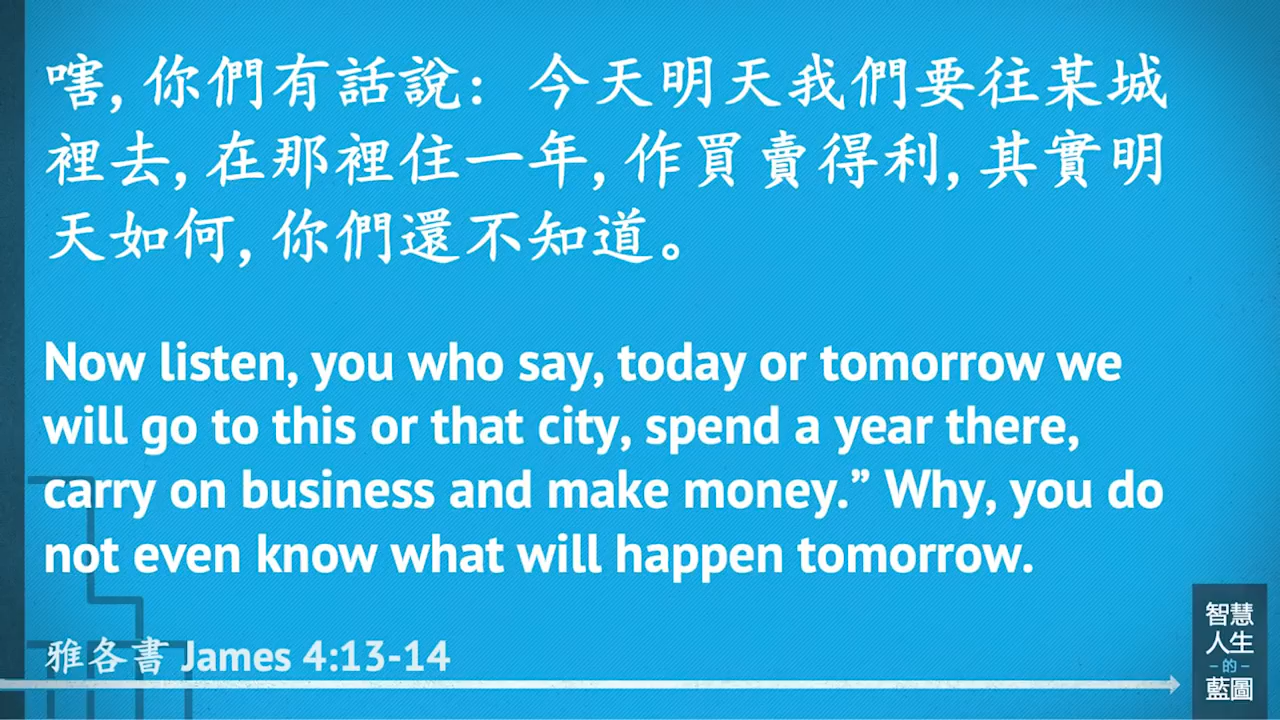 嗐, 你們有話說: 今天明天我們要往某城
裡去, 在那裡住一年, 作買賣得利, 其實明
天如何, 你們還不知道。
Now listen, you who say, today or tomorrow we
will go to this or that city, spend a year there,
carry on business and make money.” Why, you do
not even know what will happen tomorrow.
雅各書 James 4:13-14
智慧
人生
–的–
藍圖